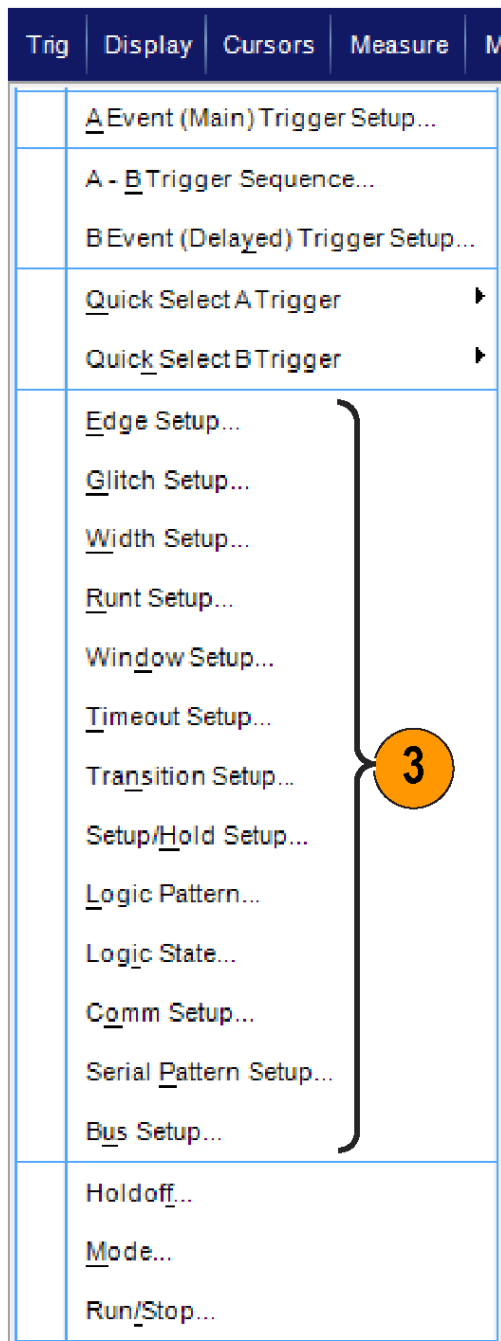 Trig Display Cursors Measure M
A Event (Main) Trigger Setup...
A - B Trigger Sequence...
B Event (Delayed) Trigger Setup...
Quick Select A Trigger
Quick Select B Trigger
Edge Setup...
Glitch Setup...
Width Setup...
Runt Setup...
Window Setup...
Timeout Setup...
Transition Setup...
3
Setup/Hold Setup...
Logic Pattern...
Logic State...
Comm Setup...
Serial Pattern Setup...
Bus Setup...
Holdoff...
Mode...
Run/Stop...